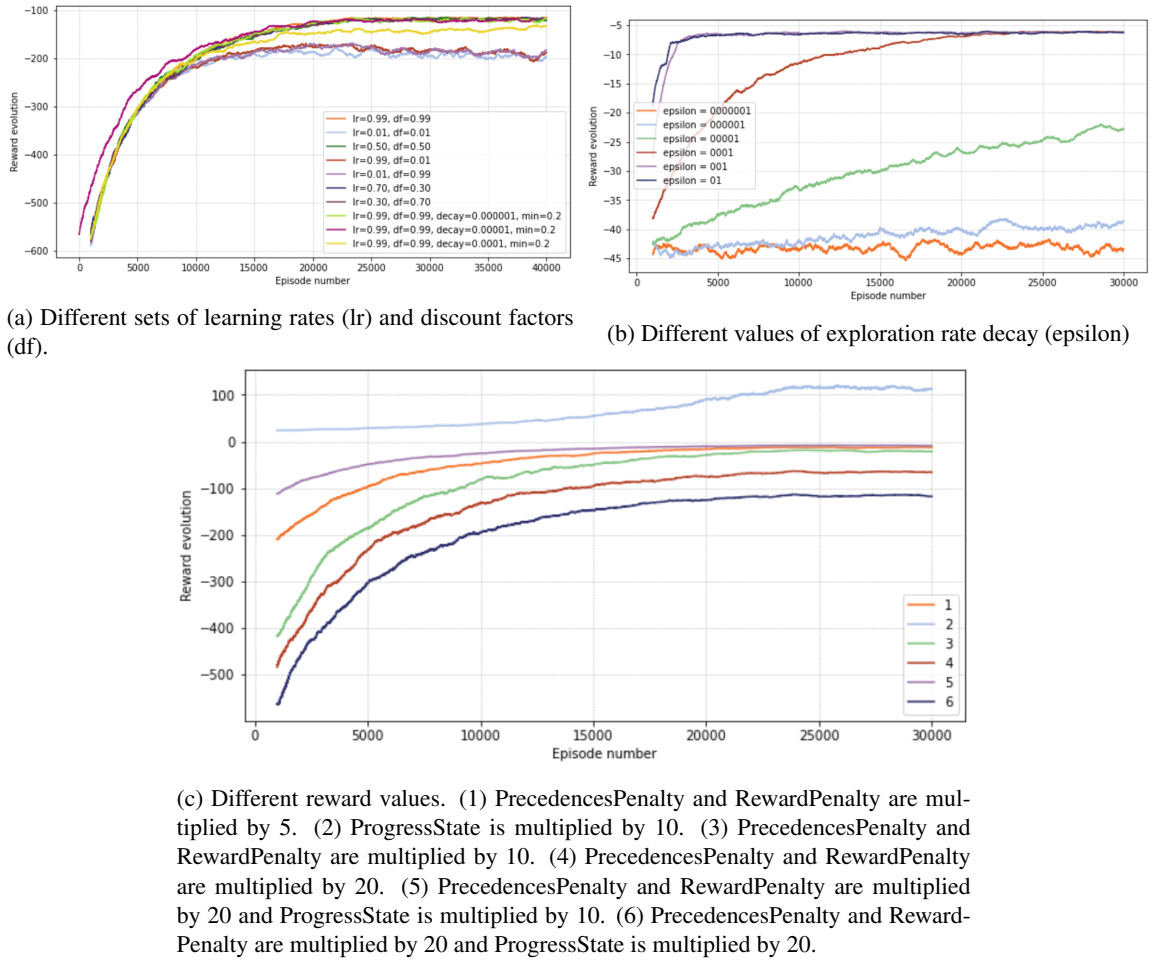 −100
−200
−300
−400
−500
−600
Reward evolution
0
5000
10000
15000
20000
25000
30000
35000
40000
Episode number
lr=0.99, df=0.99
lr=0.01, df=0.01
lr=0.50, df=0.50
lr=0.99, df=0.01
lr=0.01, df=0.99
lr=0.70, df=0.30
lr=0.30, df=0.70
lr=0.99, df=0.99, decay=0.000001, min=0.2
lr=0.99, df=0.99, decay=0.00001, min=0.2
lr=0.99, df=0.99, decay=0.0001, min=0.2
(a) Different sets of learning rates (lr) and discount factors
(df).
−5
−10
−15
−20
−25
−30
−35
−40
−45
Reward evolution
epsilon = 0000001
epsilon = 000001
epsilon = 00001
epsilon = 0001
epsilon = 001
epsilon = 01
5000
10000
15000
20000
25000
30000
Episode number
(b) Different values of exploration rate decay (epsilon)
100
0
−100
−200
−300
−400
−500
Reward evolution
1
2
3
4
5
6
0
5000
10000
15000
20000
25000
30000
Episode number
(c) Different reward values. (1) PrecedencesPenalty and RewardPenalty are mul-
tiplied by 5. (2) ProgressState is multiplied by 10. (3) PrecedencesPenalty and
RewardPenalty are multiplied by 10. (4) PrecedencesPenalty and RewardPenalty
are multiplied by 20. (5) PrecedencesPenalty and RewardPenalty are multiplied
by 20 and ProgressState is multiplied by 10. (6) PrecedencesPenalty and Reward-
Penalty are multiplied by 20 and ProgressState is multiplied by 20.